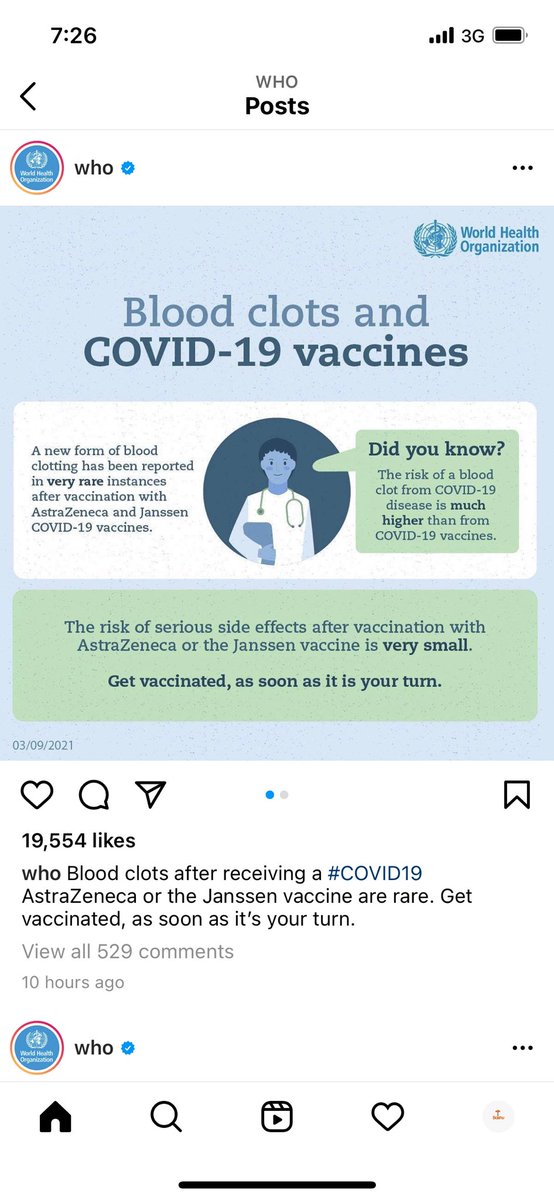 7:26
3G
WHO
Posts
World Health
Organization
who
World Health
Organization
Blood clots and
COVID-19 vaccines
A new form of blood
clotting has been reported
in very rare instances
after vaccination with
AstraZeneca and Janssen
COVID-19 vaccines.
Did you know?
The risk of a blood
clot from COVID-19
disease is much
higher than from
COVID-19 vaccines.
The risk of serious side effects after vaccination with
AstraZeneca or the Janssen vaccine is very small.
Get vaccinated, as soon as it is your turn.
03/09/2021
19,554 likes
who Blood clots after receiving a #COVID19
AstraZeneca or the Janssen vaccine are rare. Get
vaccinated, as soon as it’s your turn.
View all 529 comments
10 hours ago
World Health
Organization
who